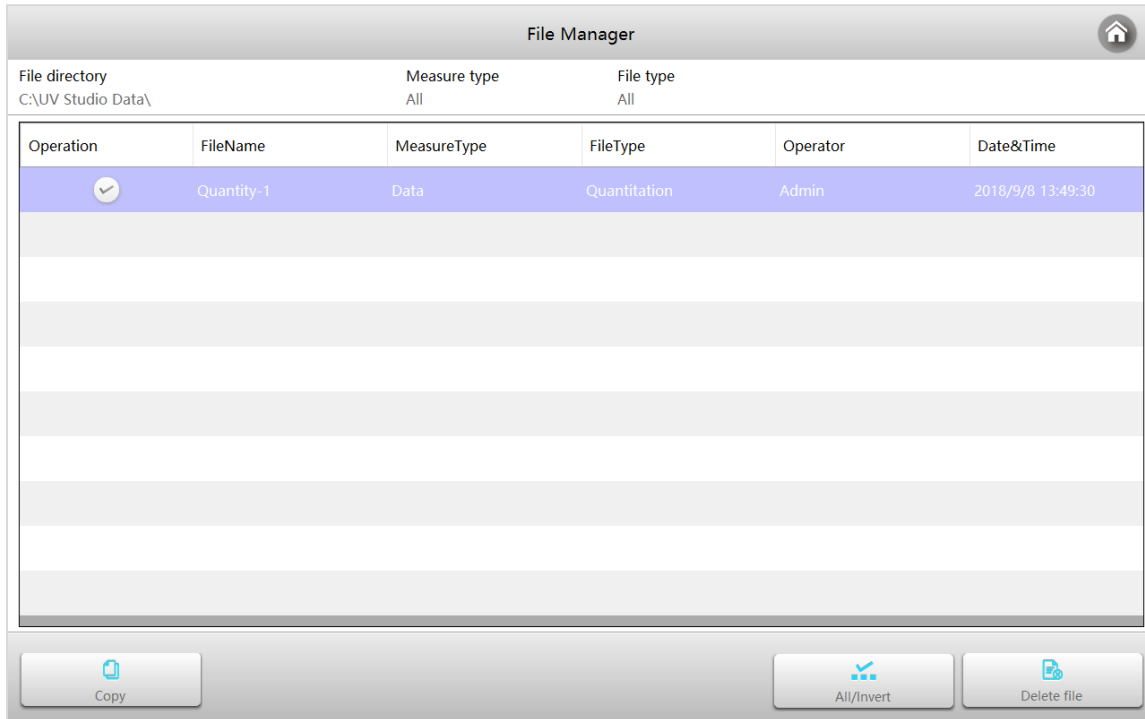 File Manager
File directory Measure type File type
C:\UV Studio Data\ All All
Operation FileName MeasureType FileType Operator Date&Time
Quantity-1 Data Quantitation Admin 2018/9/8 13:49:30
Copy All/Invert Delete file